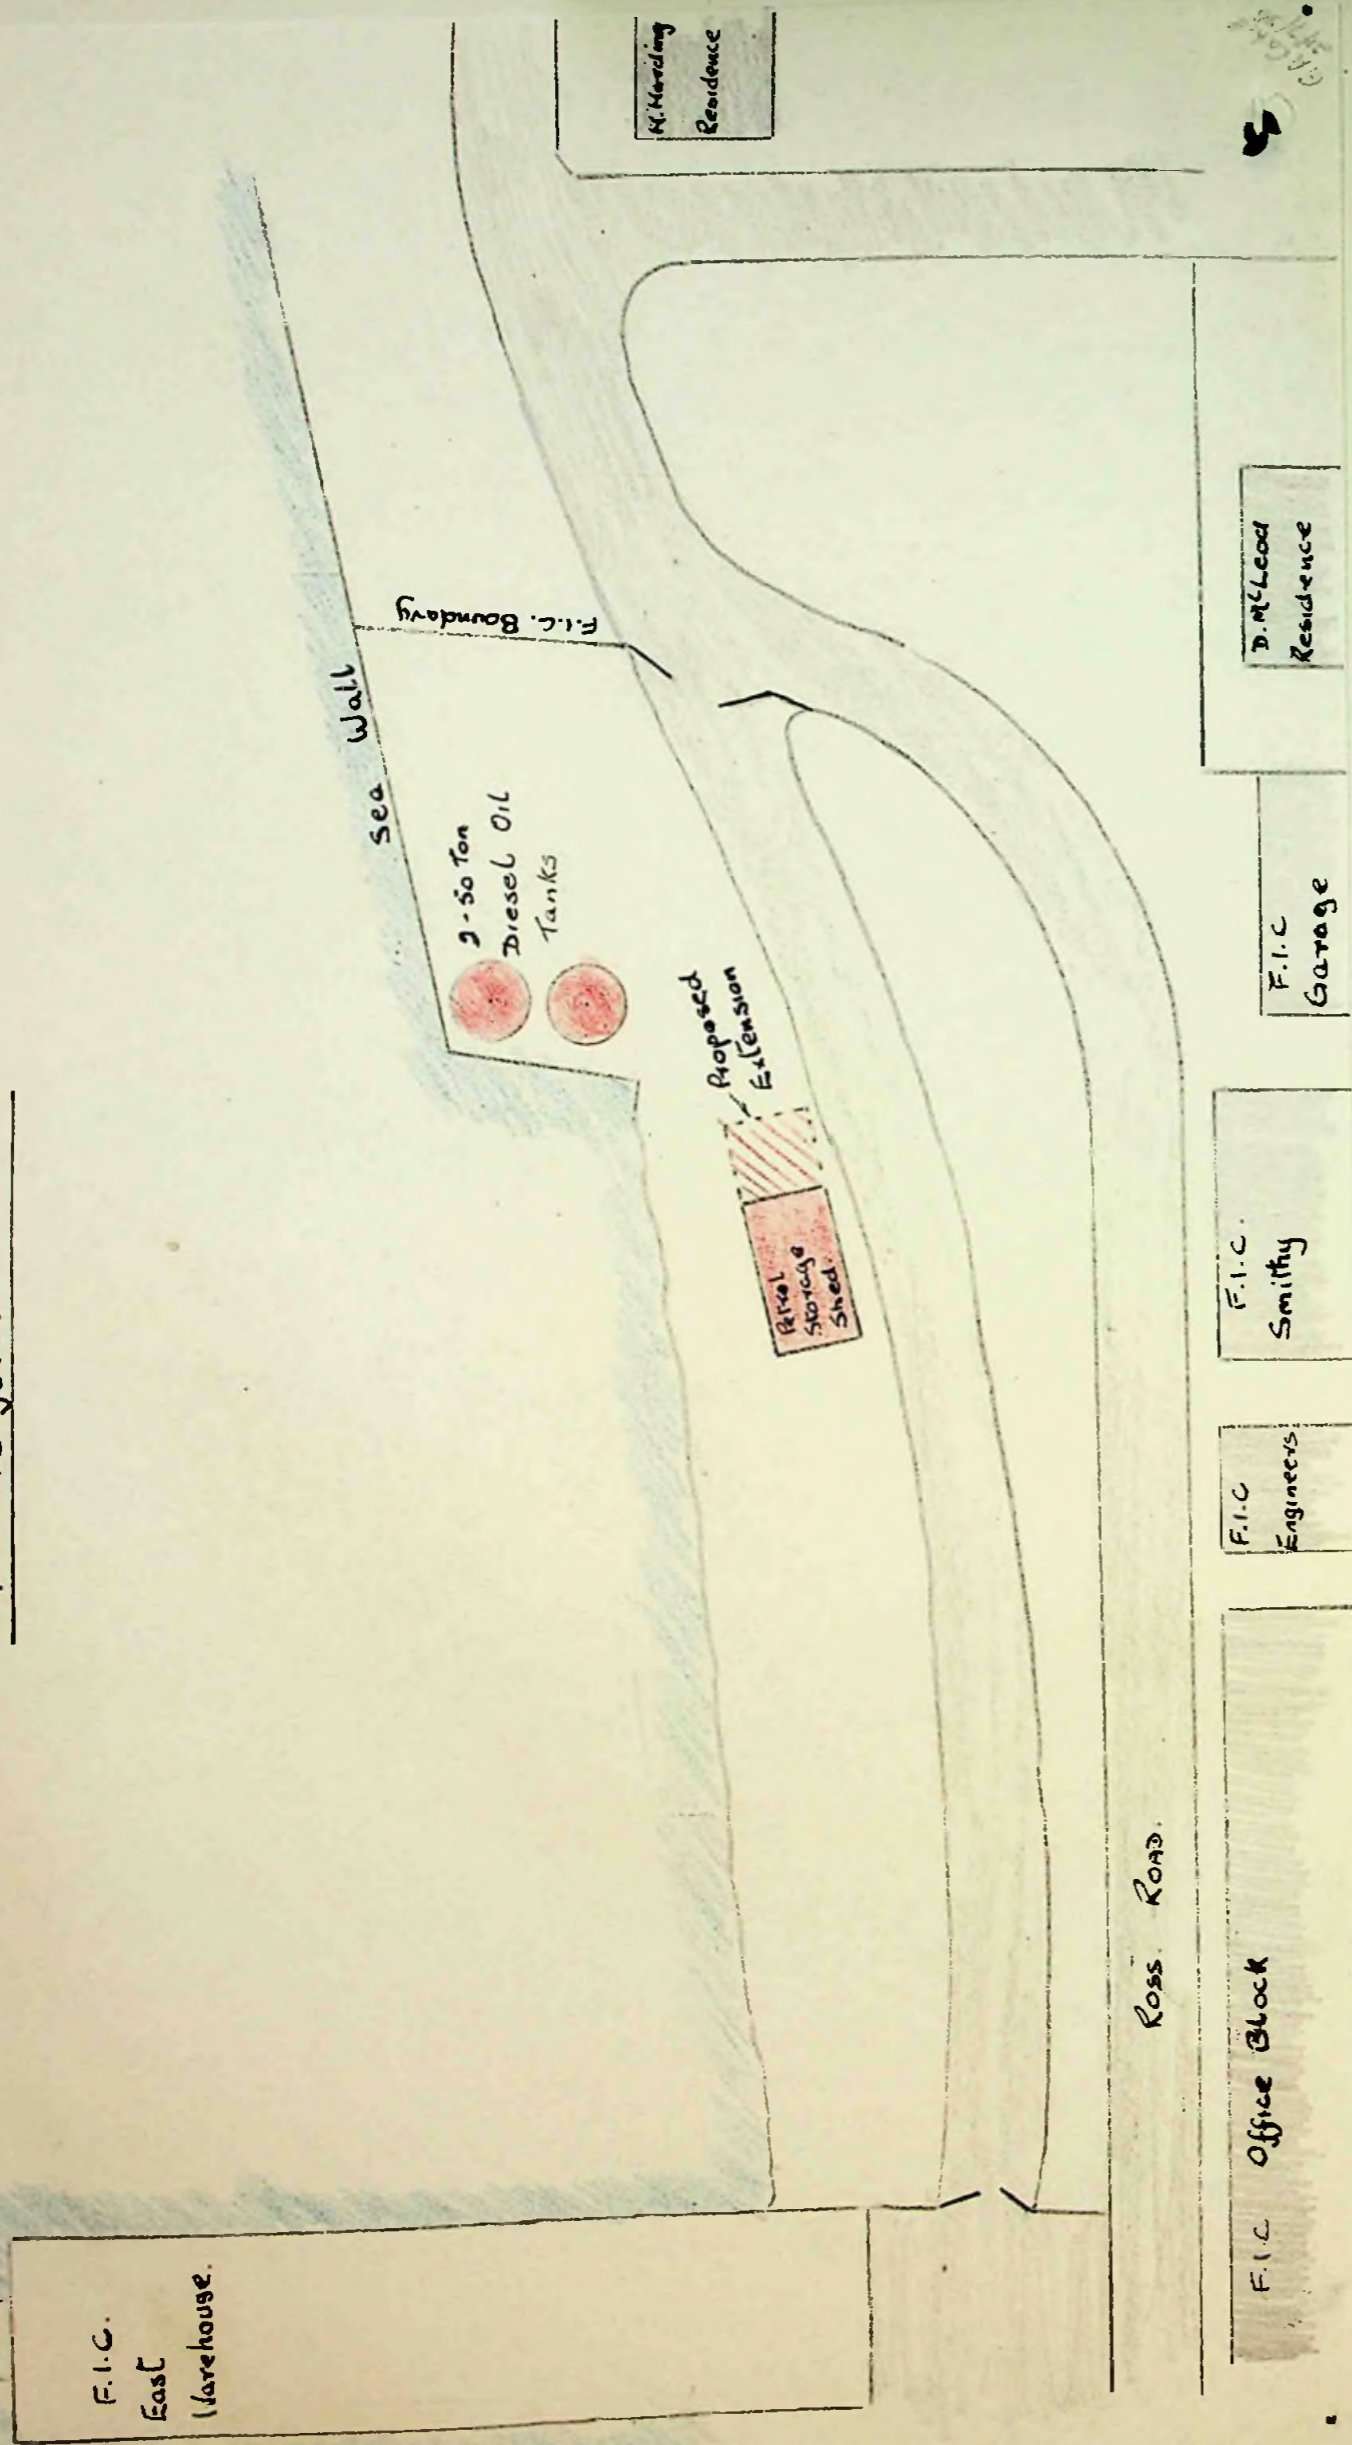 F.I.C.
East
Warehouse.
Sea Wall
2-50 Ton
Diesel Oil
Tanks
F.I.C. Boundary
H. Harding
Residence
Proposed
Extension
Petrol
Storage
Shed.
ROSS. ROAD.
F.I.C Office Block
F.I.C
Engineers.
F.I.C.
Smithy
F.I.C
Garage
D. McLeod
Residence